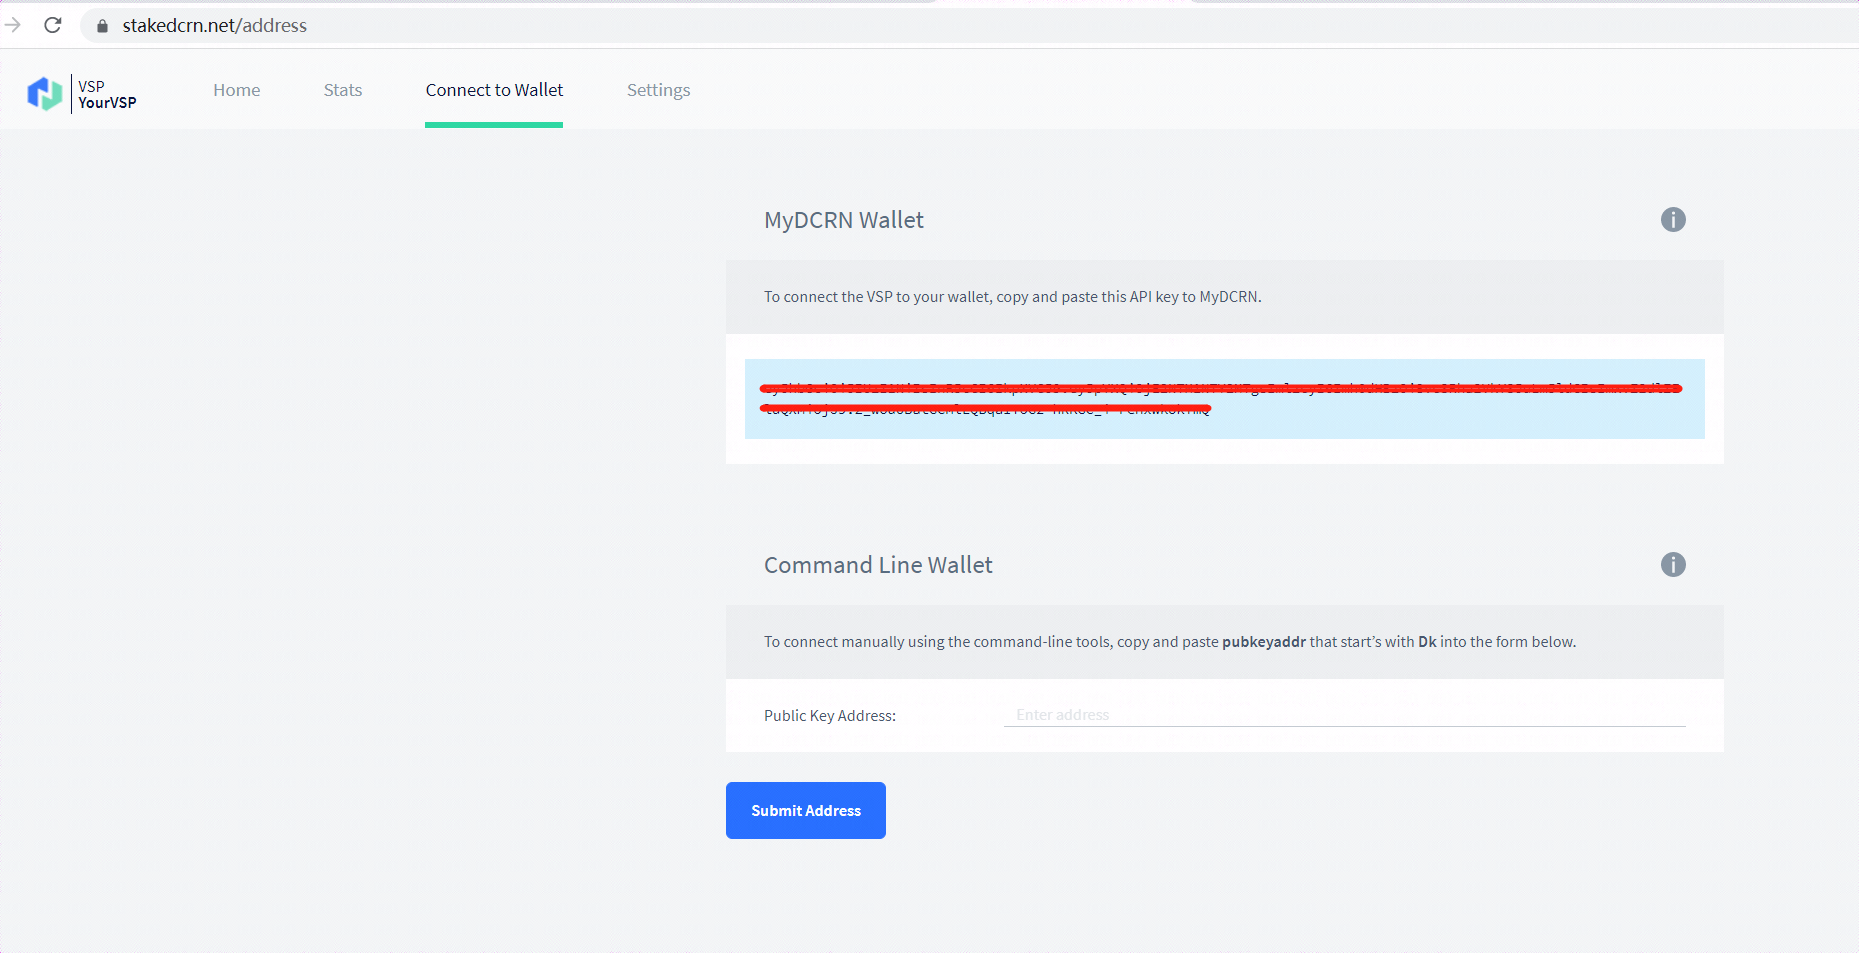 stakedcrn.net/address
VSP
YourVSP
Home
Stats
Connect to Wallet
Settings
MyDCRN Wallet
To connect the VSP to your wallet, copy and paste this API key to MyDCRN.
Command Line Wallet
To connect manually using the command-line tools, copy and paste pubkeyaddr that start’s with Dk into the form below.
Public Key Address:
Enter address
Submit Address